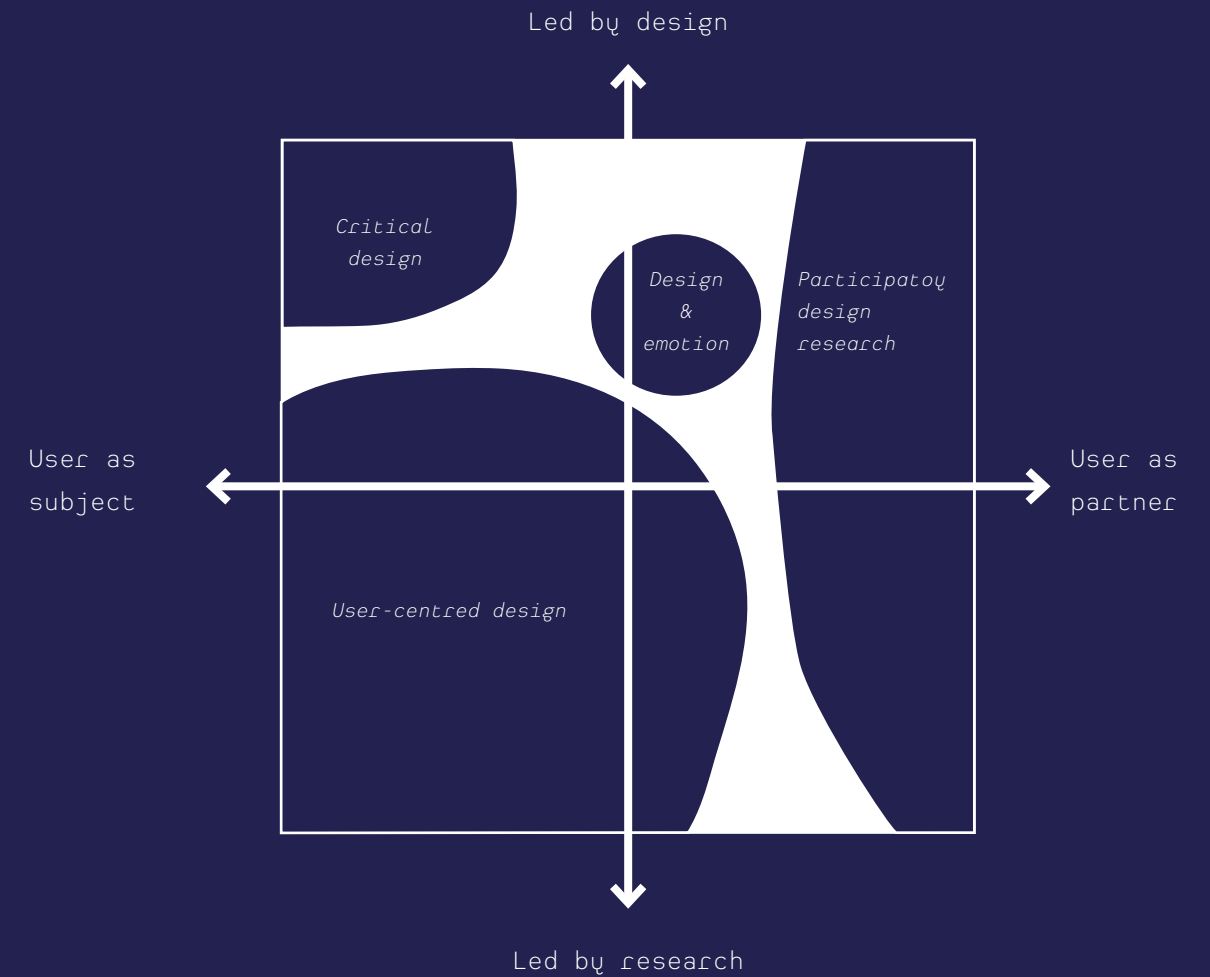 Led by design
Critical
design
Design
&
emotion
Participatoy
design
research
User as
subject
User as
partner
User-centred design
Led by research